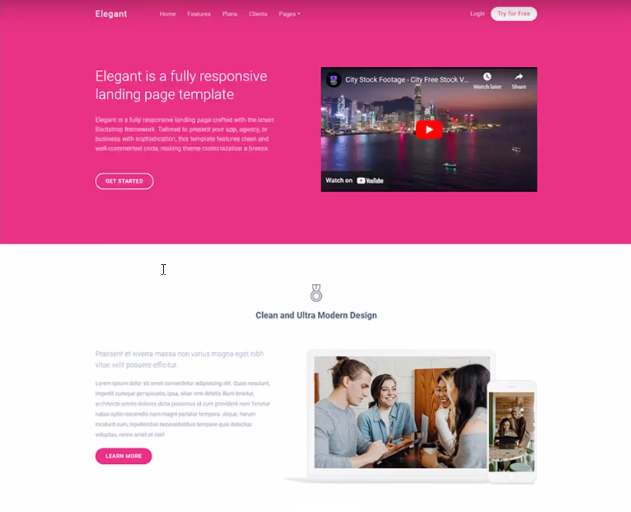 Elegant
Home Features Plans Clients Pages
Login Try for Free
Elegant is a fully responsive
landing page template
City Stock Footage - City Free Stock V...
Watch later Share
Elegant is a fully responsive landing page crafted with the latest
Bootstrap framework. Tailored to present your app, agency, or
business with sophistication, this template features clean and
well-commented code, making theme customization a breeze.
Watch on YouTube
GET STARTED
Clean and Ultra Modern Design
Praesent et viverra massa non varius magna eget nibh
vitae velit posuere efficitur.
Lorem ipsum dolor sit amet consectetur adipisicing elit. Quos nesciunt,
impedit cumque perspiciatis, ipsa, vitae rem debitis illum
architecto omnis dolores dicta possimus id cum provident non! Tenetur
natus optio reiciendis nam magni pariatur tempora. Atque, harum
incidunt cum, repellendus necessitatibus tempore quis delectus
voluptas, nemo amet et nisi!
LEARN MORE